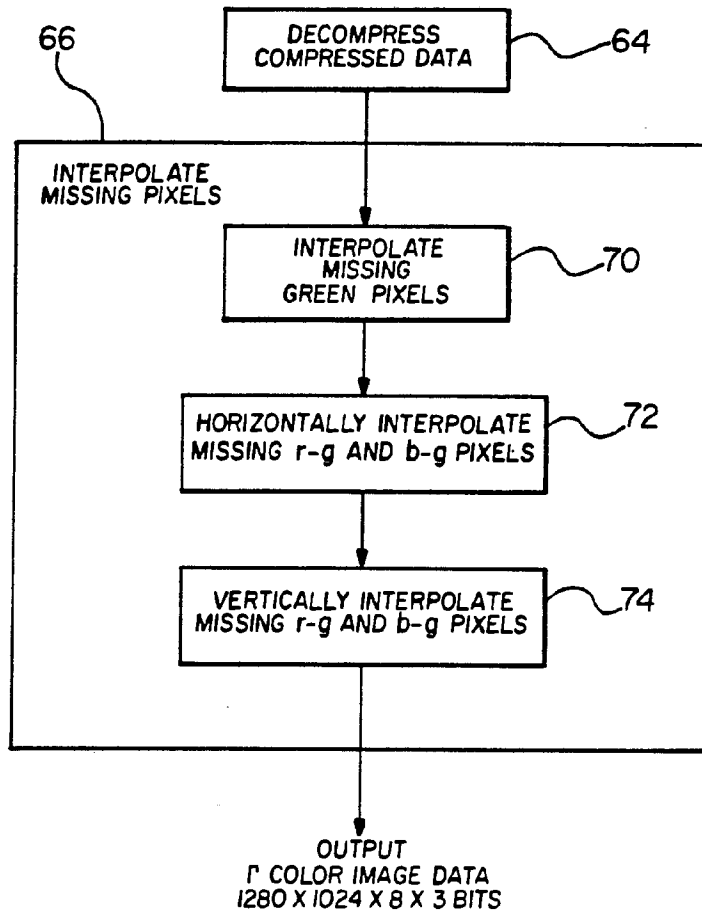 66
DECOMPRESS
COMPRESSED DATA
64
INTERPOLATE
MISSING PIXELS
INTERPOLATE
MISSING
GREEN PIXELS
70
HORIZONTALLY INTERPOLATE
MISSING r-g AND b-g PIXELS
72
VERTICALLY INTERPOLATE
MISSING r-g AND b-g PIXELS
74
OUTPUT
Γ COLOR IMAGE DATA
1280 X 1024 X 8 X 3 BITS